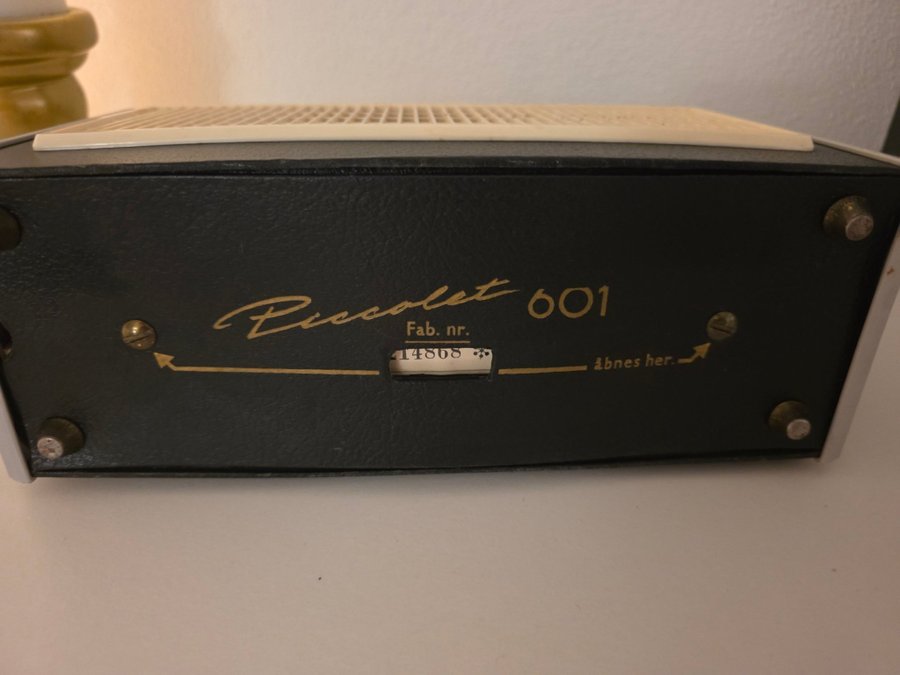 Piccolet 601
Fab. nr.
14868
åbnes her.